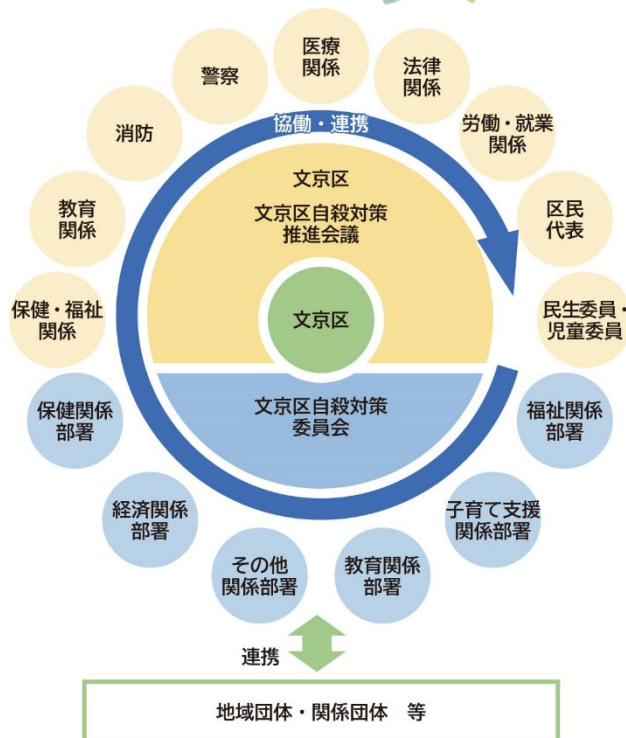 医療
関係
法律
関係
労働・就業
関係
区民
代表
民生委員・
児童委員
警察
消防
教育
関係
保健・福祉
関係
協働・連携
文京区
文京区自殺対策
推進会議
文京区
文京区自殺対策
委員会
保健関係
部署
経済関係
部署
その他
関係部署
教育関係
部署
子育て支援
関係部署
福祉関係
部署
連携
地域団体・関係団体　等